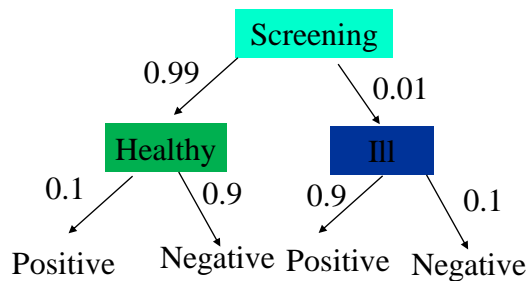 Screening
0.99
0.01
Healthy
Ill
0.1
0.9
0.9
0.1
Positive
Negative
Positive
Negative